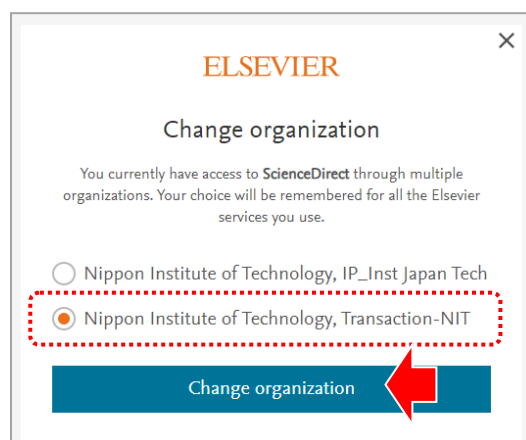 ELSEVIER
Change organization
You currently have access to ScienceDirect through multiple
organizations. Your choice will be remembered for all the Elsevier
services you use.
Nippon Institute of Technology, IP_Inst Japan Tech
Nippon Institute of Technology, Transaction-NIT
Change organization